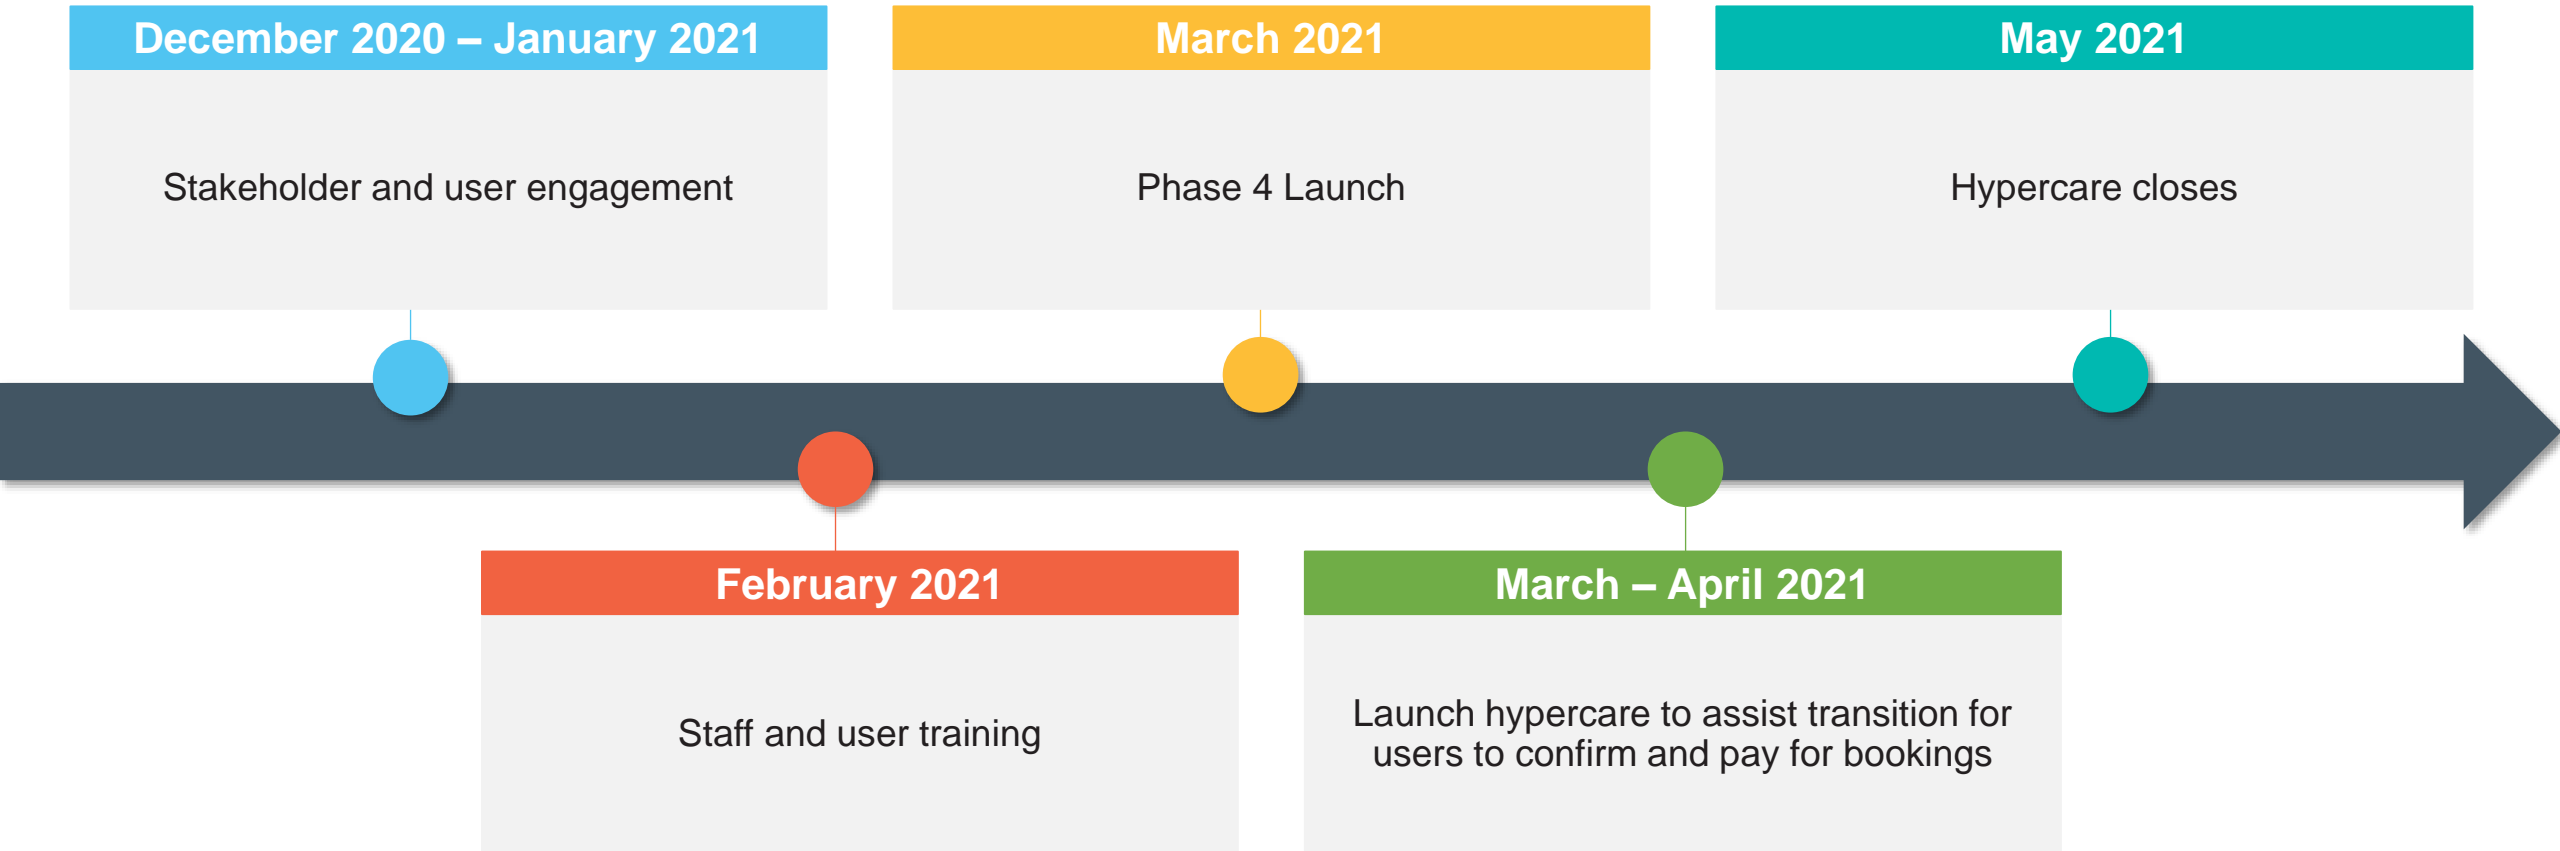 December 2020 – January 2021
Stakeholder and user engagement
March 2021
Phase 4 Launch
May 2021
Hypercare closes
February 2021
Staff and user training
March – April 2021
Launch hypercare to assist transition for
users to confirm and pay for bookings